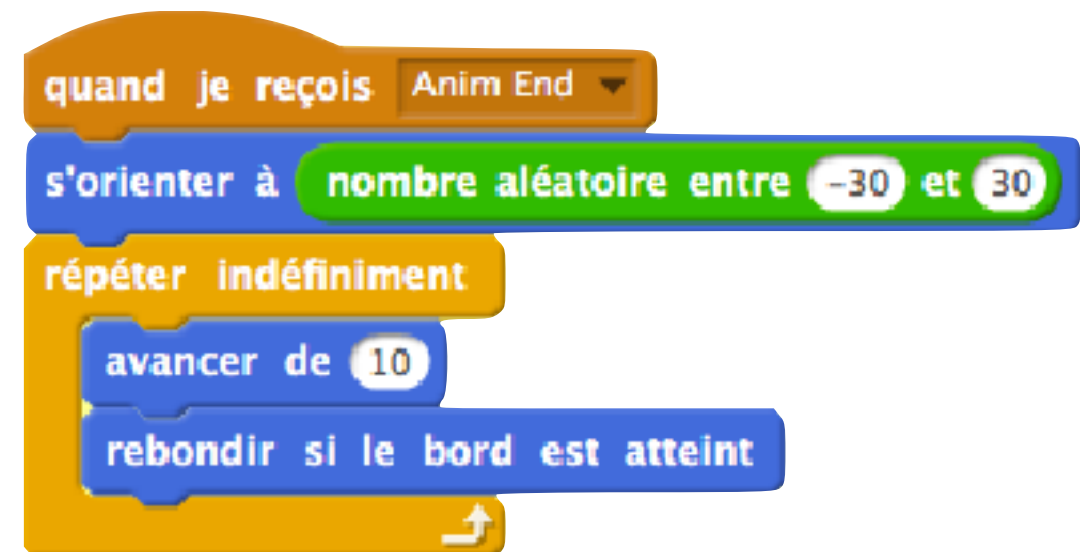 quand je reçois Anim End
s'orienter à nombre aléatoire entre -30 et 30
répéter indéfiniment
avancer de 10
rebondir si le bord est atteint